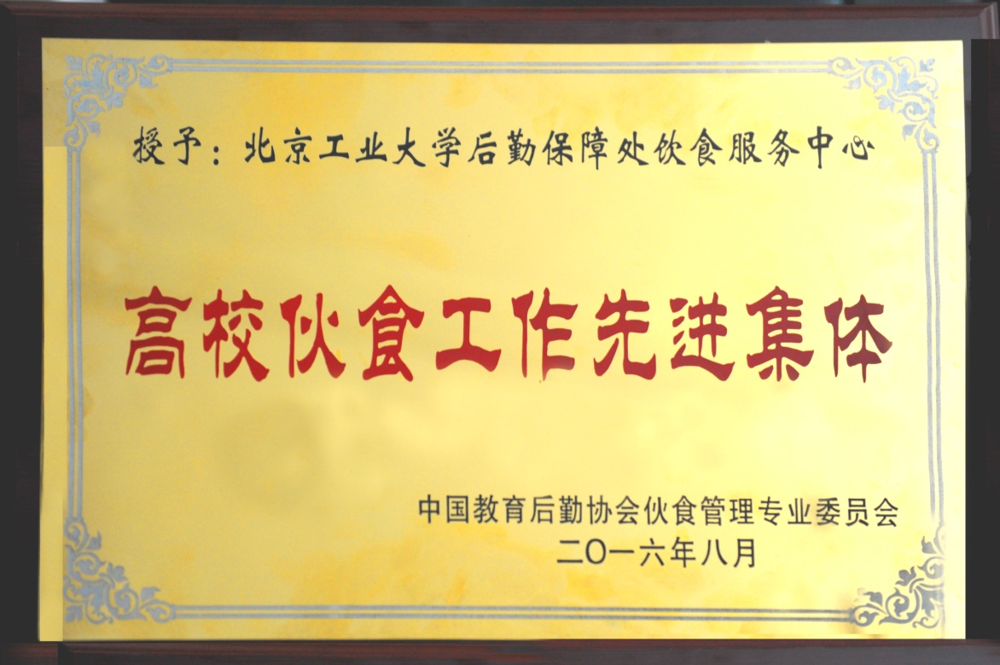 授予：北京工业大学后勤保障处饮食服务中心
高校伙食工作先进集体
中国教育后勤协会伙食管理专业委员会
二〇一六年八月